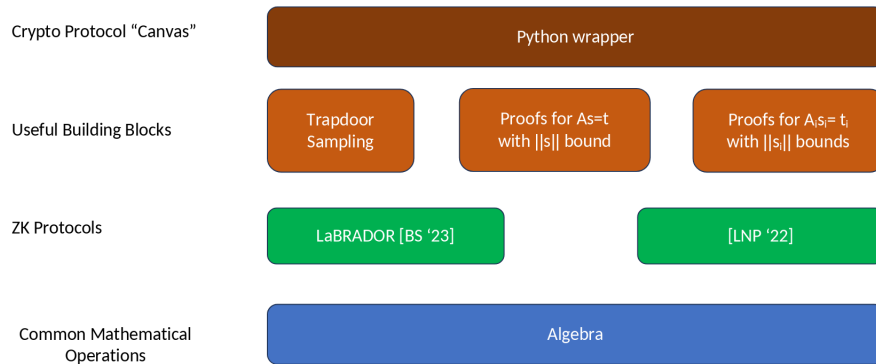 Crypto Protocol “Canvas”
Python wrapper
Useful Building Blocks
Trapdoor
Sampling
Proofs for As=t
with ||s|| bound
Proofs for Aᵢsᵢ= tᵢ
with ||sᵢ|| bounds
ZK Protocols
LaBRADOR [BS ‘23]
[LNP ‘22]
Common Mathematical
Operations
Algebra